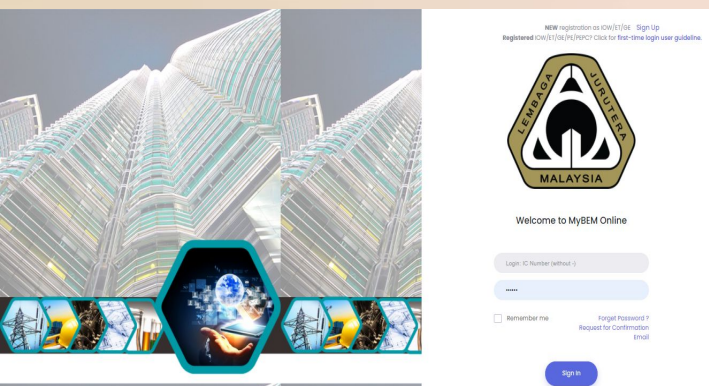 NEW registration as IOW/ET/GE Sign Up
Registered IOW/ET/GE/PE/PEPC? Click for first-time login user guideline.
LEMBAGA JURUTERA
MALAYSIA
Welcome to MyBEM Online
Login: IC Number (without -)
••••••
Remember me
Forget Password ?
Request for Confirmation
Email
Sign In